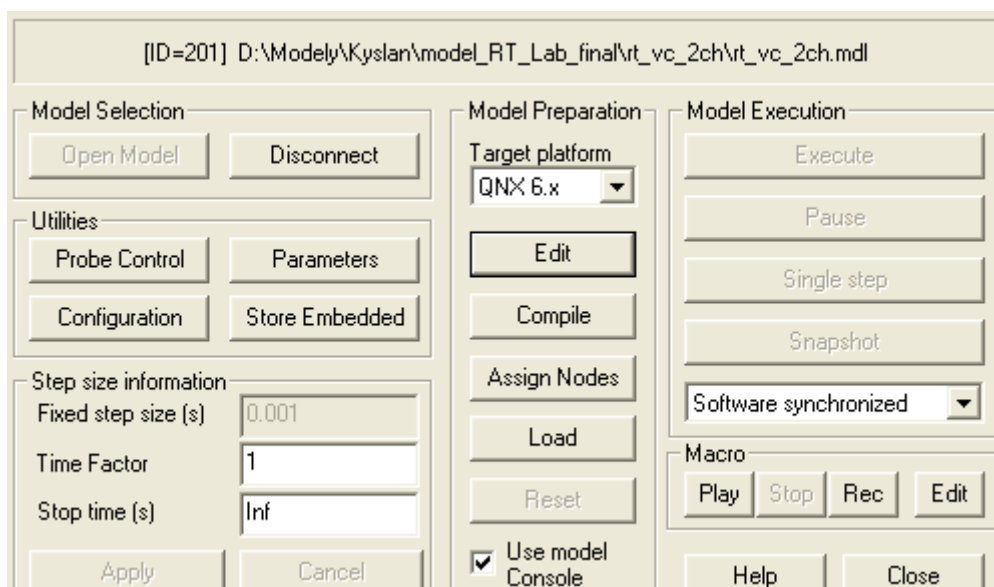 [ID=201] D:\Modely\Kyslan\model_RT_Lab_final\rt_vc_2ch\rt_vc_2ch.mdl
Model Selection
Open Model
Disconnect
Utilities
Probe Control
Parameters
Configuration
Store Embedded
Step size information
Fixed step size (s)
0.001
Time Factor
1
Stop time (s)
Inf
Apply
Cancel
Model Preparation
Target platform
QNX 6.x
Edit
Compile
Assign Nodes
Load
Reset
Use model
Console
Model Execution
Execute
Pause
Single step
Snapshot
Software synchronized
Macro
Play
Stop
Rec
Edit
Help
Close